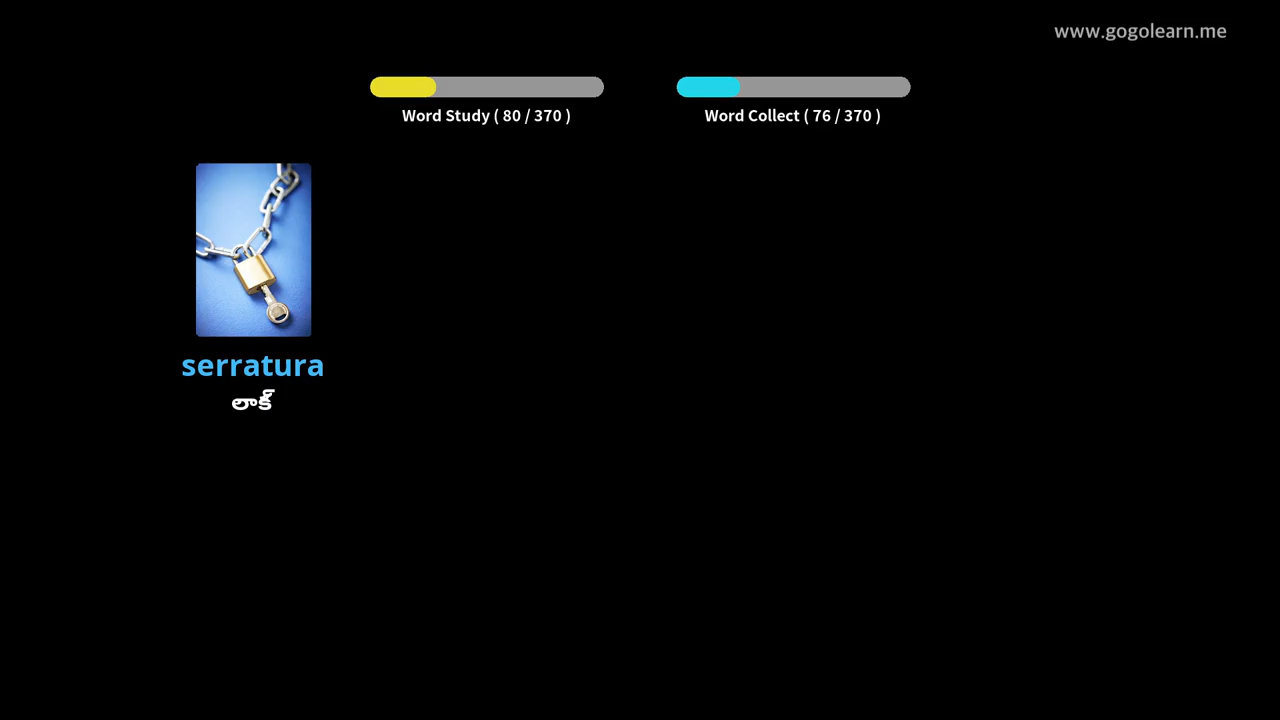 www.gogolearn.me
Word Study ( 80 / 370 )
Word Collect ( 76 / 370 )
serratura
లాక్